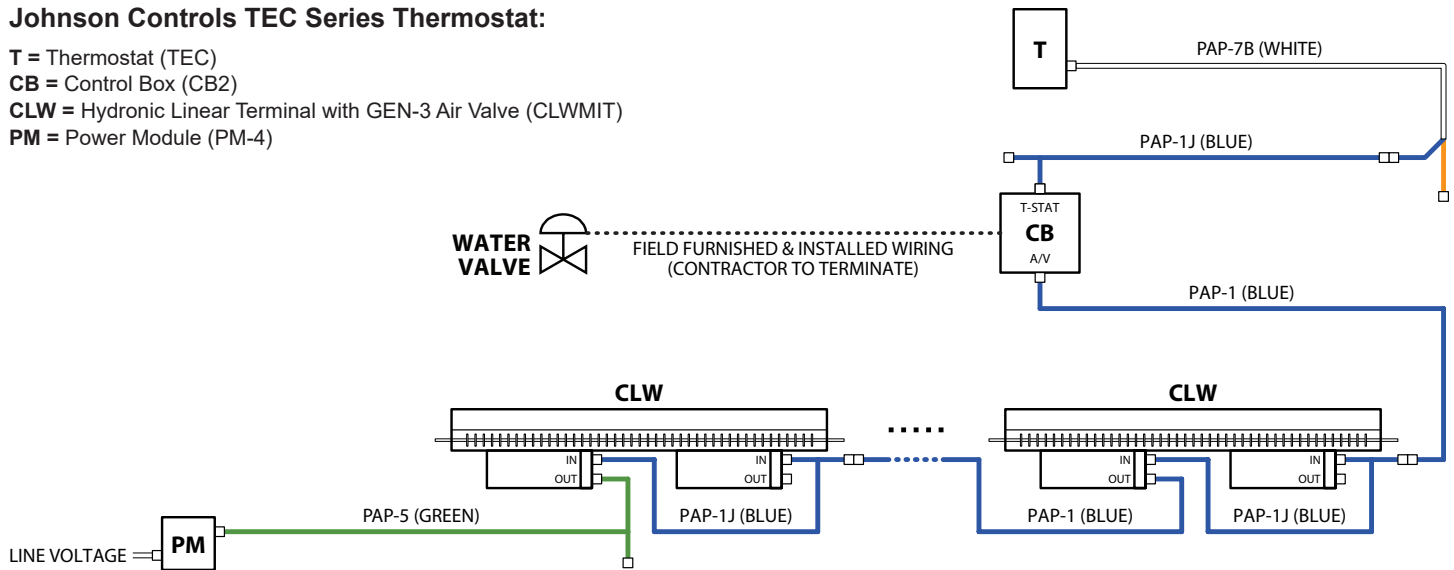 Johnson Controls TEC Series Thermostat:
T = Thermostat (TEC)
CB = Control Box (CB2)
CLW = Hydronic Linear Terminal with GEN-3 Air Valve (CLWMIT)
PM = Power Module (PM-4)
T
PAP-7B (WHITE)
PAP-1J (BLUE)
T-STAT
CB
A/V
WATER
VALVE
FIELD FURNISHED & INSTALLED WIRING
(CONTRACTOR TO TERMINATE)
PAP-1 (BLUE)
CLW
CLW
IN
OUT
IN
OUT
IN
OUT
IN
OUT
PAP-5 (GREEN)
PAP-1J (BLUE)
PAP-1 (BLUE)
PAP-1J (BLUE)
LINE VOLTAGE
PM